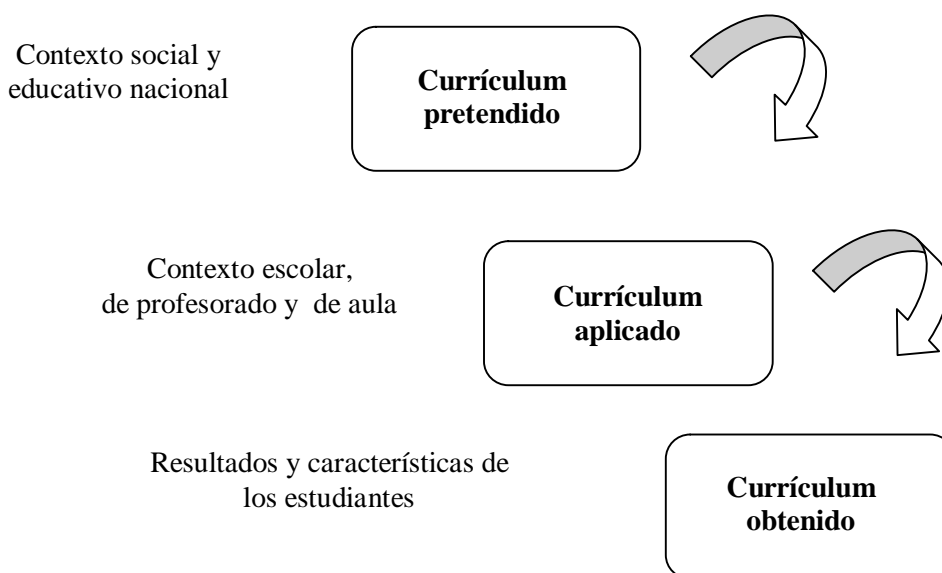 Contexto social y
educativo nacional
Currículum
pretendido
Contexto escolar,
de profesorado y de aula
Currículum
aplicado
Resultados y características de
los estudiantes
Currículum
obtenido